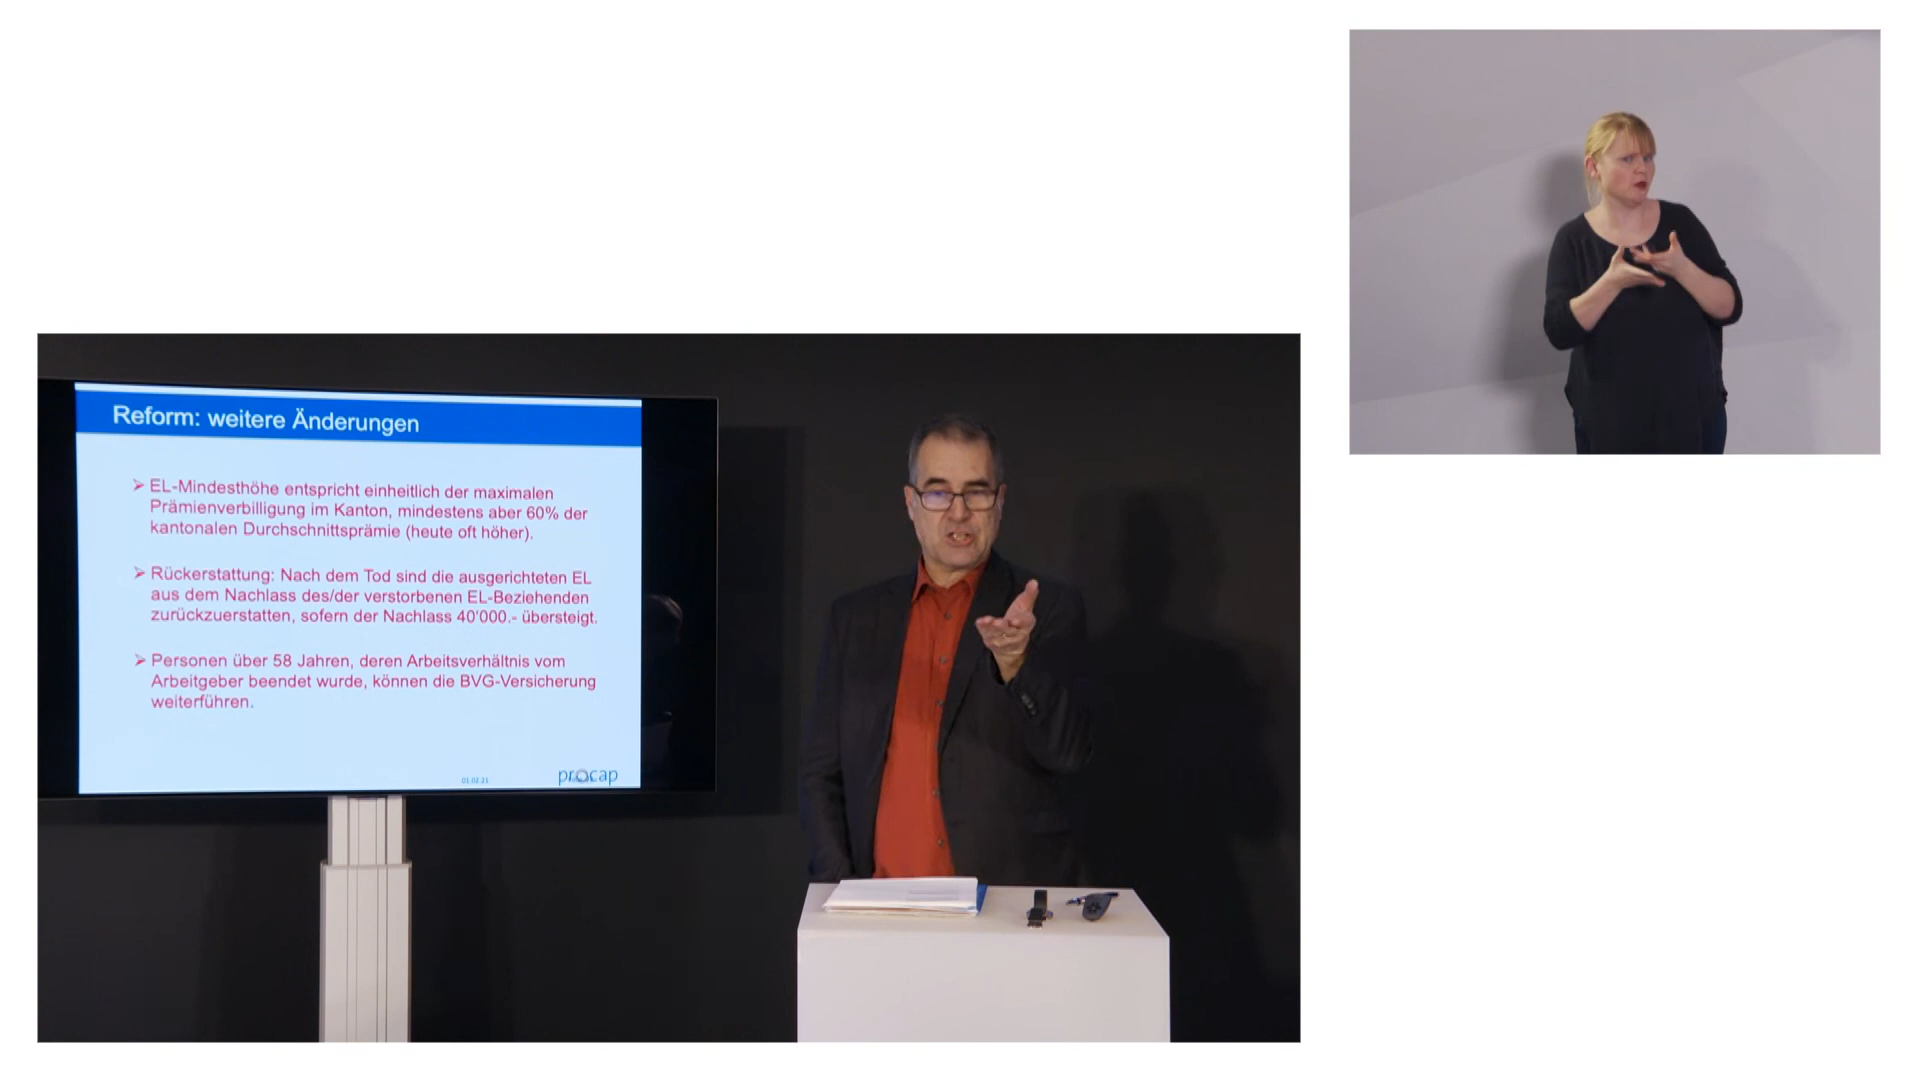 Reform: weitere Änderungen
➢ EL-Mindesthöhe entspricht einheitlich der maximalen
Prämienverbilligung im Kanton, mindestens aber 60% der
kantonalen Durchschnittsprämie (heute oft höher).
➢ Rückerstattung: Nach dem Tod sind die ausgerichteten EL
aus dem Nachlass des/der verstorbenen EL-Beziehenden
zurückzuerstatten, sofern der Nachlass 40'000.- übersteigt.
➢ Personen über 58 Jahren, deren Arbeitsverhältnis vom
Arbeitgeber beendet wurde, können die BVG-Versicherung
weiterführen.
01.02.21
procap